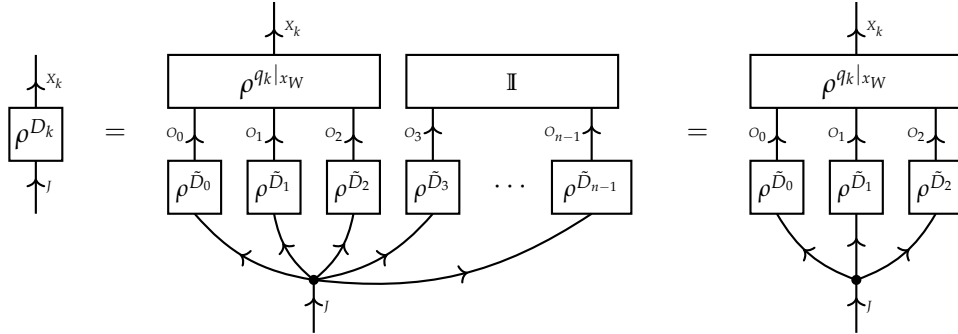 X_k X_k
X_k
ρ^{q_k|x_W} 𝕀 ρ^{q_k|x_W}
ρ^{D_k} = O_0 O_1 O_2 O_3 O_{n−1} = O_0 O_1 O_2
ρ^{D̃_0} ρ^{D̃_1} ρ^{D̃_2} ρ^{D̃_3} ··· ρ^{D̃_{n−1}} ρ^{D̃_0} ρ^{D̃_1} ρ^{D̃_2}
J
J J